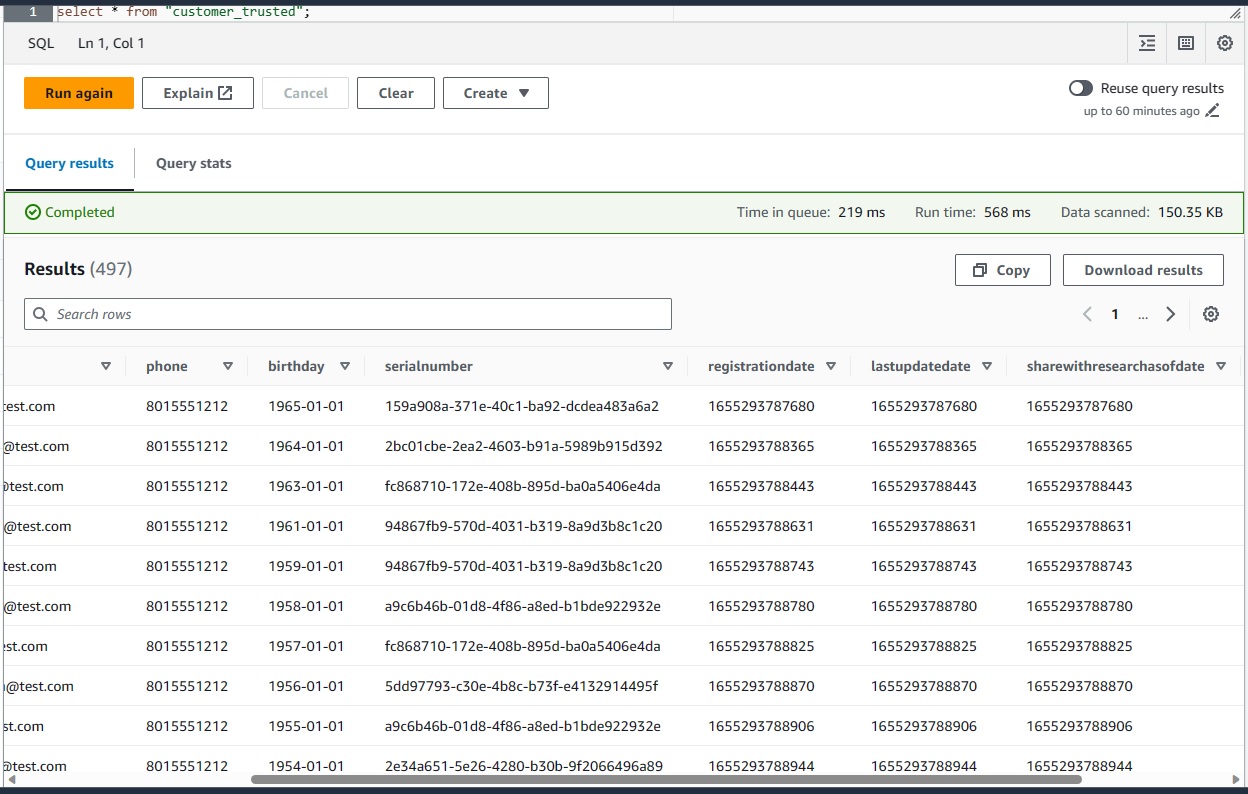 1 select * from "customer_trusted";
SQL Ln 1, Col 1
Run again Explain Cancel Clear Create Reuse query results
up to 60 minutes ago
Query results Query stats
Completed Time in queue: 219 ms Run time: 568 ms Data scanned: 150.35 KB
Results (497) Copy Download results
Search rows 1 ...
phone birthday serialnumber registrationdate lastupdatedate sharewithresearchasofdate
test.com 8015551212 1965-01-01 159a908a-371e-40c1-ba92-dcdea483a6a2 1655293787680 1655293787680 1655293787680
@test.com 8015551212 1964-01-01 2bc01cbe-2ea2-4603-b91a-5989b915d392 1655293788365 1655293788365 1655293788365
@test.com 8015551212 1963-01-01 fc868710-172e-408b-895d-ba0a5406e4da 1655293788443 1655293788443 1655293788443
@test.com 8015551212 1961-01-01 94867fb9-570d-4031-b319-8a9d3b8c1c20 1655293788631 1655293788631 1655293788631
test.com 8015551212 1959-01-01 94867fb9-570d-4031-b319-8a9d3b8c1c20 1655293788743 1655293788743 1655293788743
@test.com 8015551212 1958-01-01 a9c6b46b-01d8-4f86-a8ed-b1bde922932e 1655293788780 1655293788780 1655293788780
est.com 8015551212 1957-01-01 fc868710-172e-408b-895d-ba0a5406e4da 1655293788825 1655293788825 1655293788825
@test.com 8015551212 1956-01-01 5dd97793-c30e-4b8c-b73f-e4132914495f 1655293788870 1655293788870 1655293788870
st.com 8015551212 1955-01-01 a9c6b46b-01d8-4f86-a8ed-b1bde922932e 1655293788906 1655293788906 1655293788906
@test.com 8015551212 1954-01-01 2e34a651-5e26-4280-b30b-9f2066496a89 1655293788944 1655293788944 1655293788944